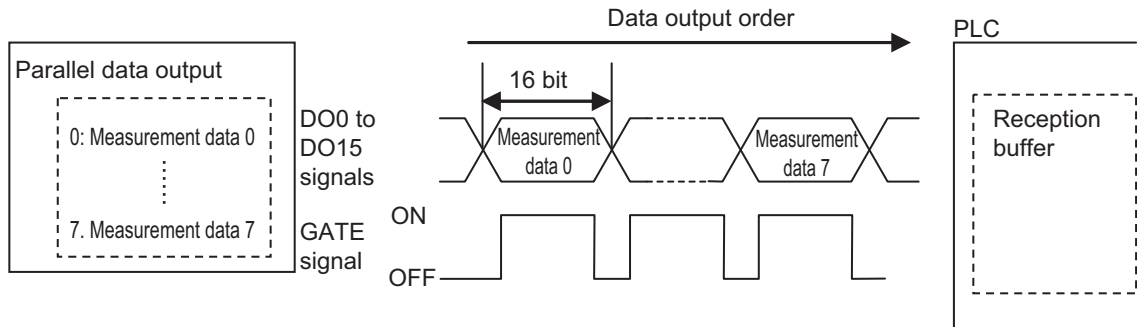 Data output order
PLC
Parallel data output
16 bit
0: Measurement data 0
7. Measurement data 7
DO0 to
DO15
signals
Measurement
data 0
Measurement
data 7
Reception
buffer
GATE
signal
ON
OFF